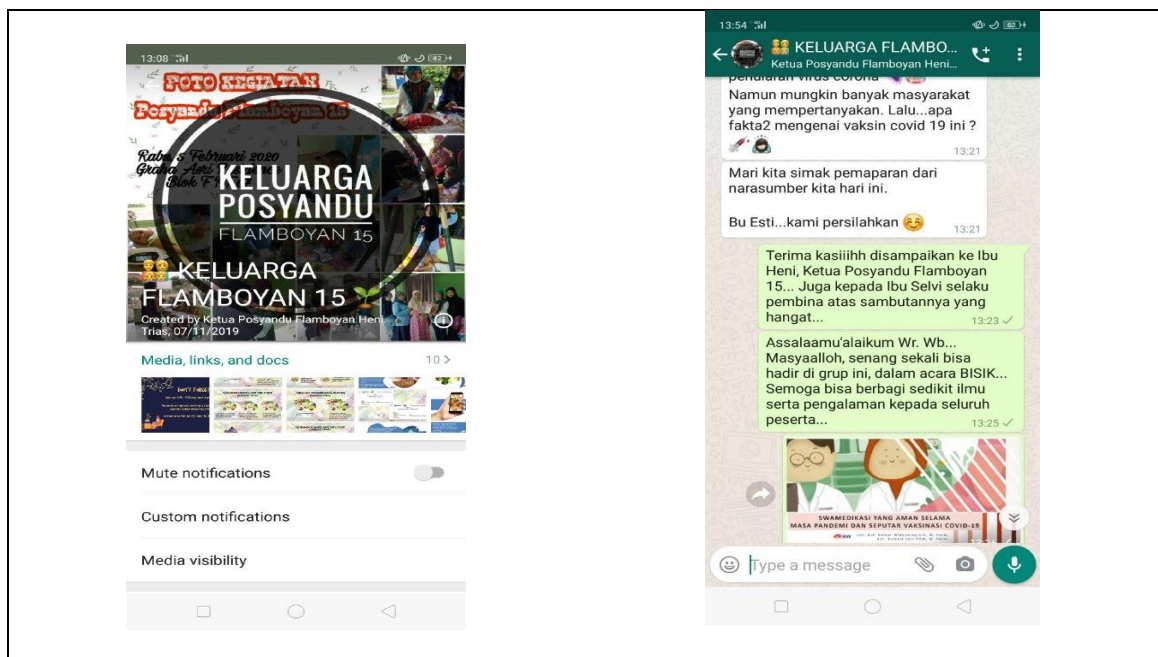 13:08
42
FOTO KEGIATAN
Posyandu Flamboyan 15
Rabu 5 Februari 2020
Graha Asri
Blok F
KELUARGA
POSYANDU
FLAMBOYAN 15
KELUARGA
FLAMBOYAN 15
Created by Ketua Posyandu Flamboyan Heni
Trias, 07/11/2019
Media, links, and docs
10 >
Mute notifications
Custom notifications
Media visibility
13:54
62
KELUARGA FLAMBO...
Ketua Posyandu Flamboyan Heni...
penularan virus corona
Namun mungkin banyak masyarakat
yang mempertanyakan. Lalu...apa
fakta2 mengenai vaksin covid 19 ini ?
13:21
Mari kita simak pemaparan dari
narasumber kita hari ini.
Bu Esti...kami persilahkan
13:21
Terima kasiiihh disampaikan ke Ibu
Heni, Ketua Posyandu Flamboyan
15... Juga kepada Ibu Selvi selaku
pembina atas sambutannya yang
hangat...
13:23
Assalaamu'alaikum Wr. Wb...
Masyaalloh, senang sekali bisa
hadir di grup ini, dalam acara BISIK...
Semoga bisa berbagi sedikit ilmu
serta pengalaman kepada seluruh
peserta...
13:25
SWAMEDIKASI YANG AMAN SELAMA
MASA PANDEMI DAN SEPUTAR VAKSINASI COVID-19
Type a message